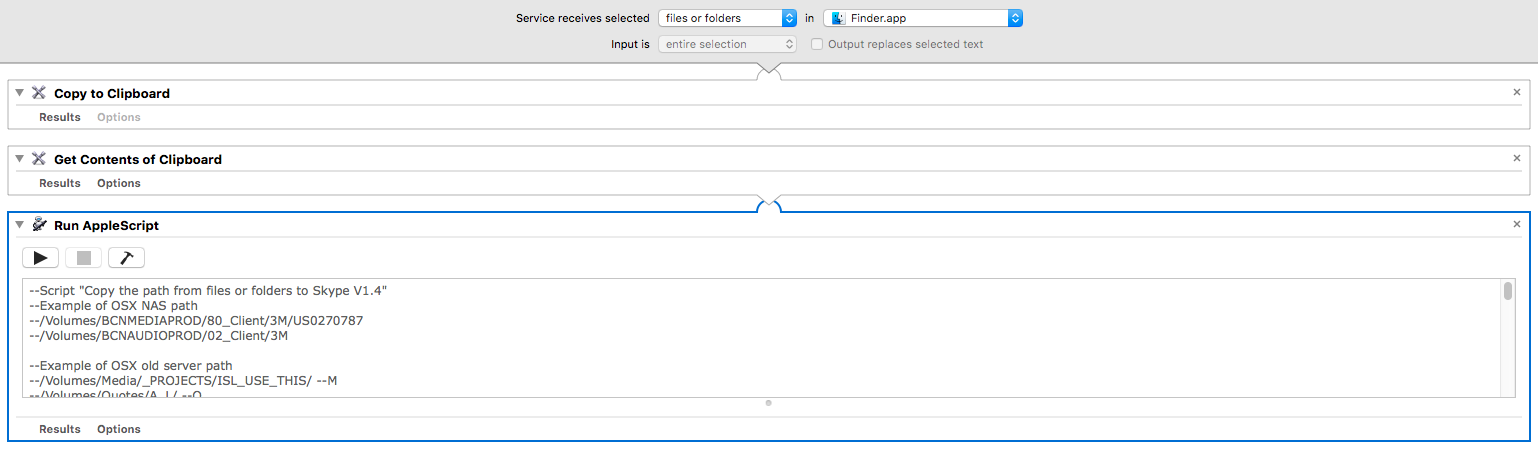 Service receives selected files or folders in Finder.app
Input is entire selection Output replaces selected text
Copy to Clipboard
Results Options
Get Contents of Clipboard
Results Options
Run AppleScript
--Script "Copy the path from files or folders to Skype V1.4"
--Example of OSX NAS path
--/Volumes/BCNMEDIAPROD/80_Client/3M/US0270787
--/Volumes/BCNAUDIOPROD/02_Client/3M
--Example of OSX old server path
--/Volumes/Media/_PROJECTS/ISL_USE_THIS/ --M
--/Volumes/Quotes/
Results Options